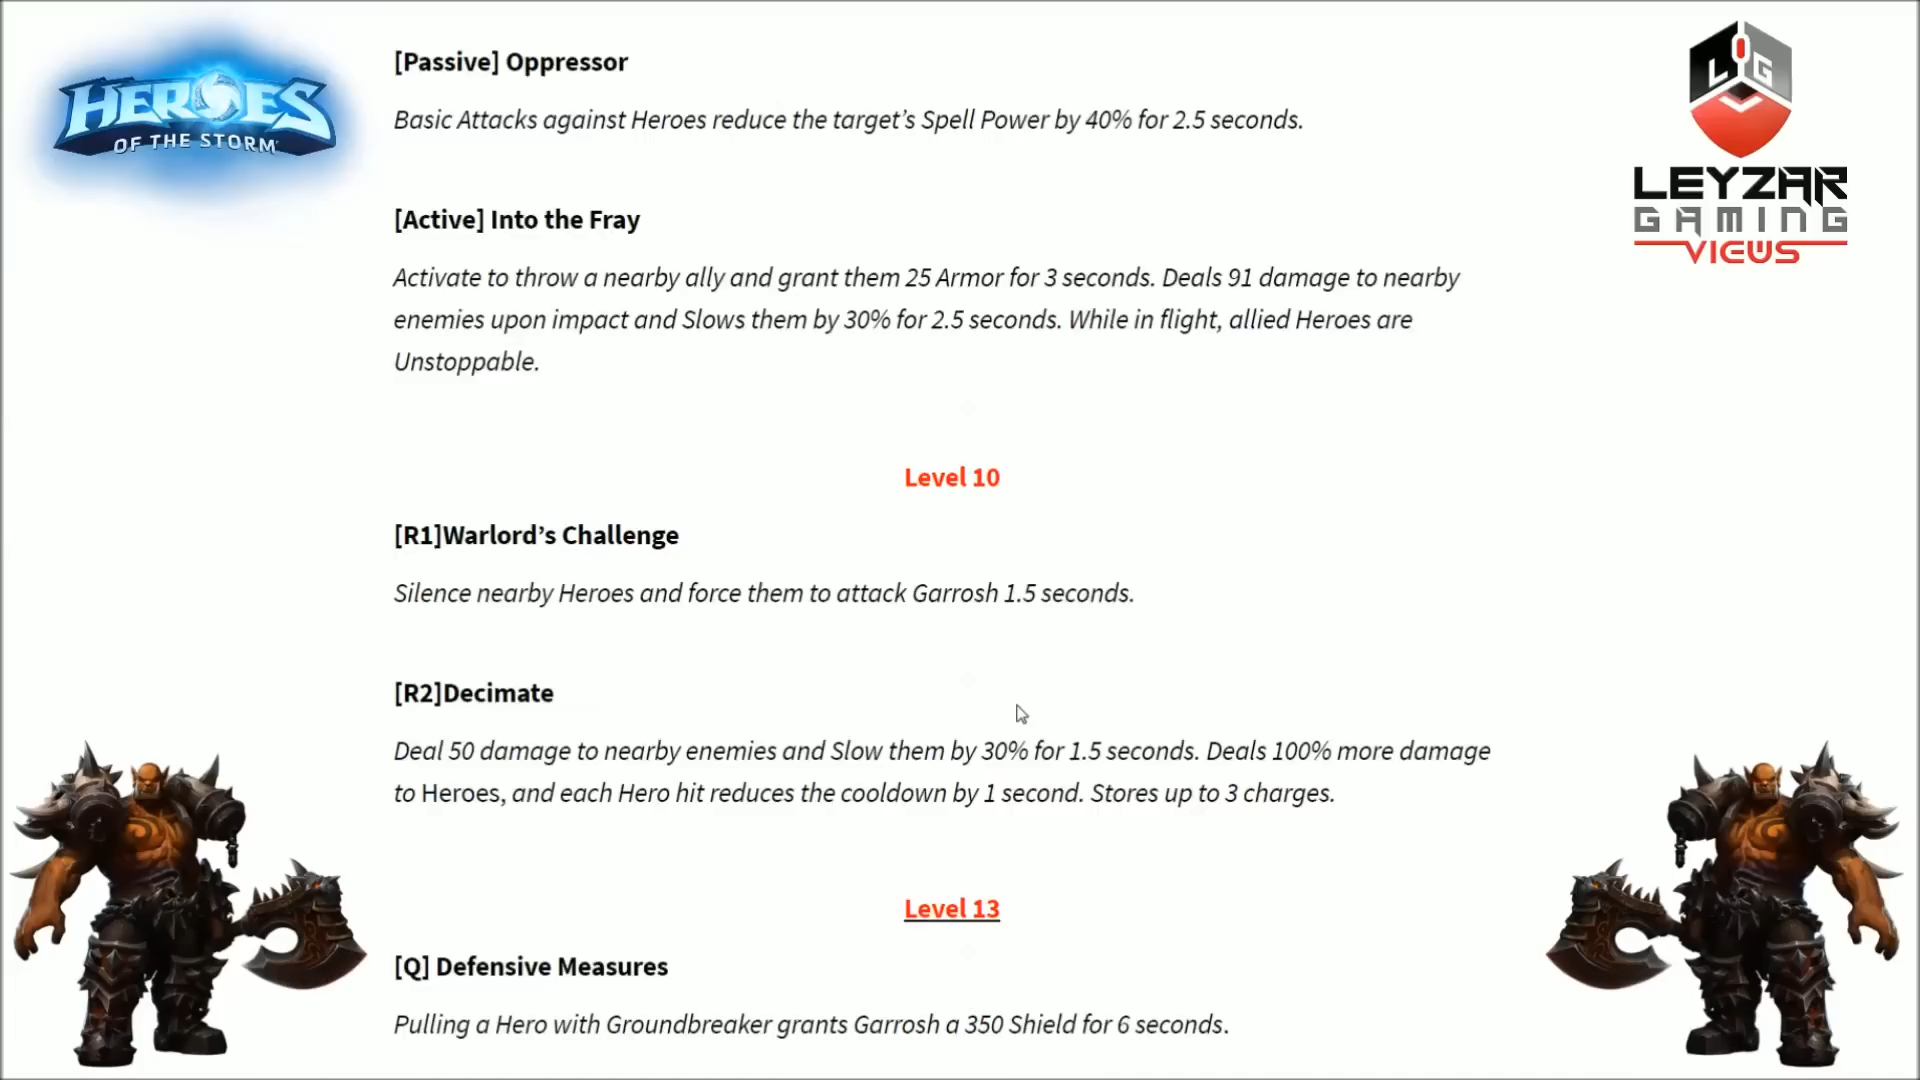 HEROES
OF THE STORM
LG
LEYZAR
GAMING
VIEWS
[Passive] Oppressor
Basic Attacks against Heroes reduce the target’s Spell Power by 40% for 2.5 seconds.
[Active] Into the Fray
Activate to throw a nearby ally and grant them 25 Armor for 3 seconds. Deals 91 damage to nearby
enemies upon impact and Slows them by 30% for 2.5 seconds. While in flight, allied Heroes are
Unstoppable.
Level 10
[R1]Warlord’s Challenge
Silence nearby Heroes and force them to attack Garrosh 1.5 seconds.
[R2]Decimate
Deal 50 damage to nearby enemies and Slow them by 30% for 1.5 seconds. Deals 100% more damage
to Heroes, and each Hero hit reduces the cooldown by 1 second. Stores up to 3 charges.
Level 13
[Q] Defensive Measures
Pulling a Hero with Groundbreaker grants Garrosh a 350 Shield for 6 seconds.